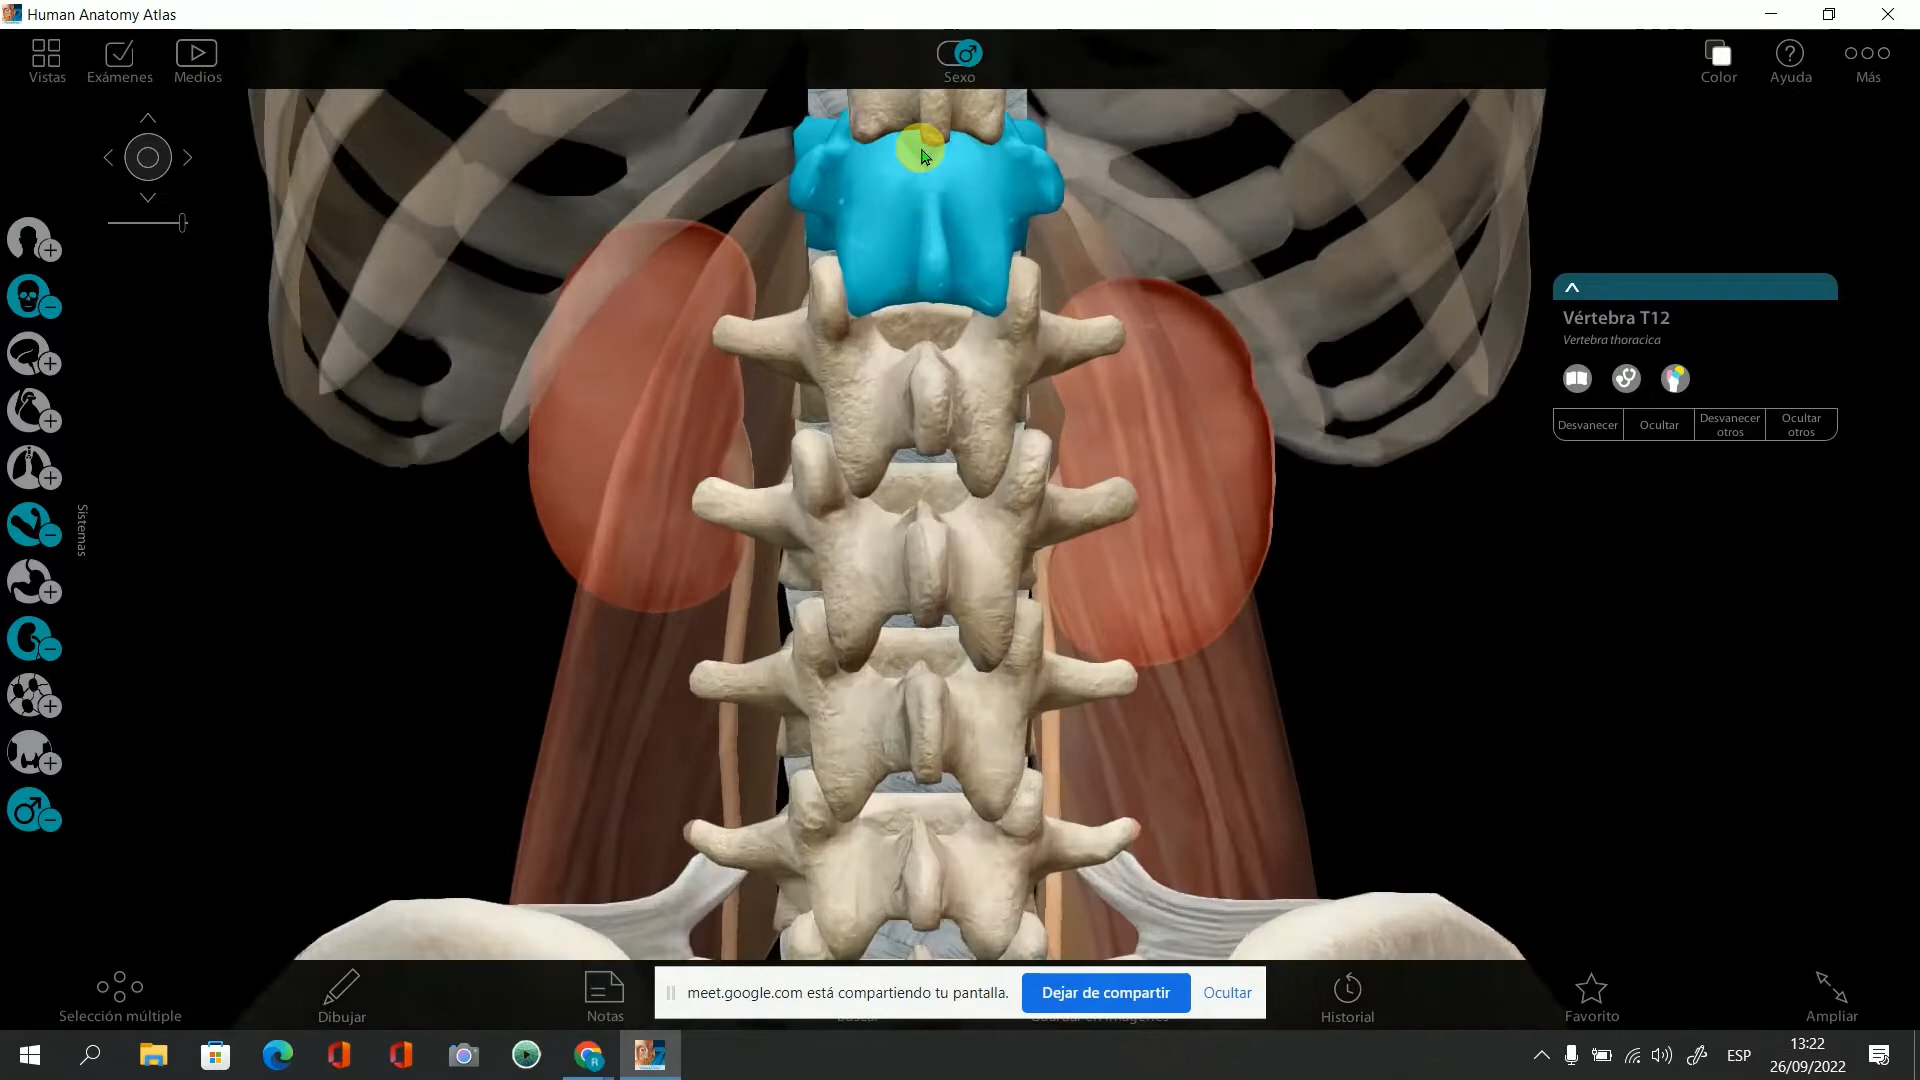 Human Anatomy Atlas
Vistas
Exámenes
Medios
Sexo
Color
Ayuda
Más
Sistemas
Vértebra T12
Vertebra thoracica
Desvanecer
Ocultar
Desvanecer
otros
Ocultar
otros
Selección múltiple
Dibujar
Notas
meet.google.com está compartiendo tu pantalla.
Dejar de compartir
Ocultar
Historial
Favorito
Ampliar
R
ESP
13:22
26/09/2022